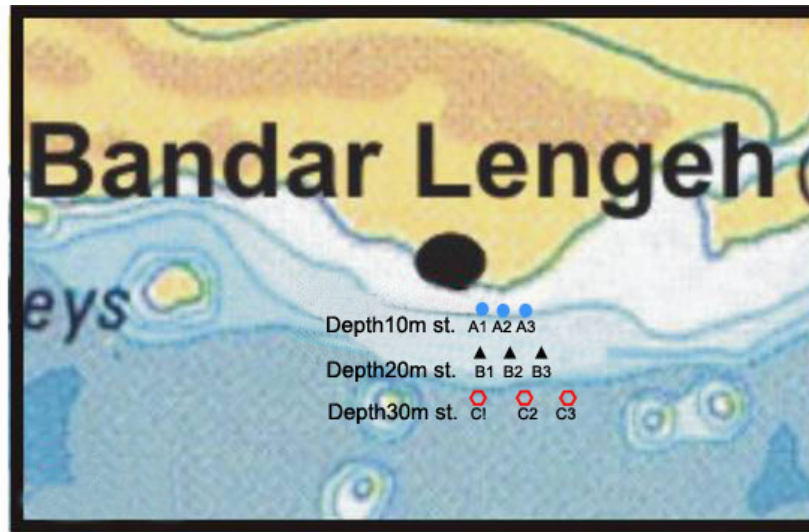 Bandar Lengeh
eys
Depth10m st. A1 A2 A3
Depth20m st. B1 B2 B3
Depth30m st. C! C2 C3